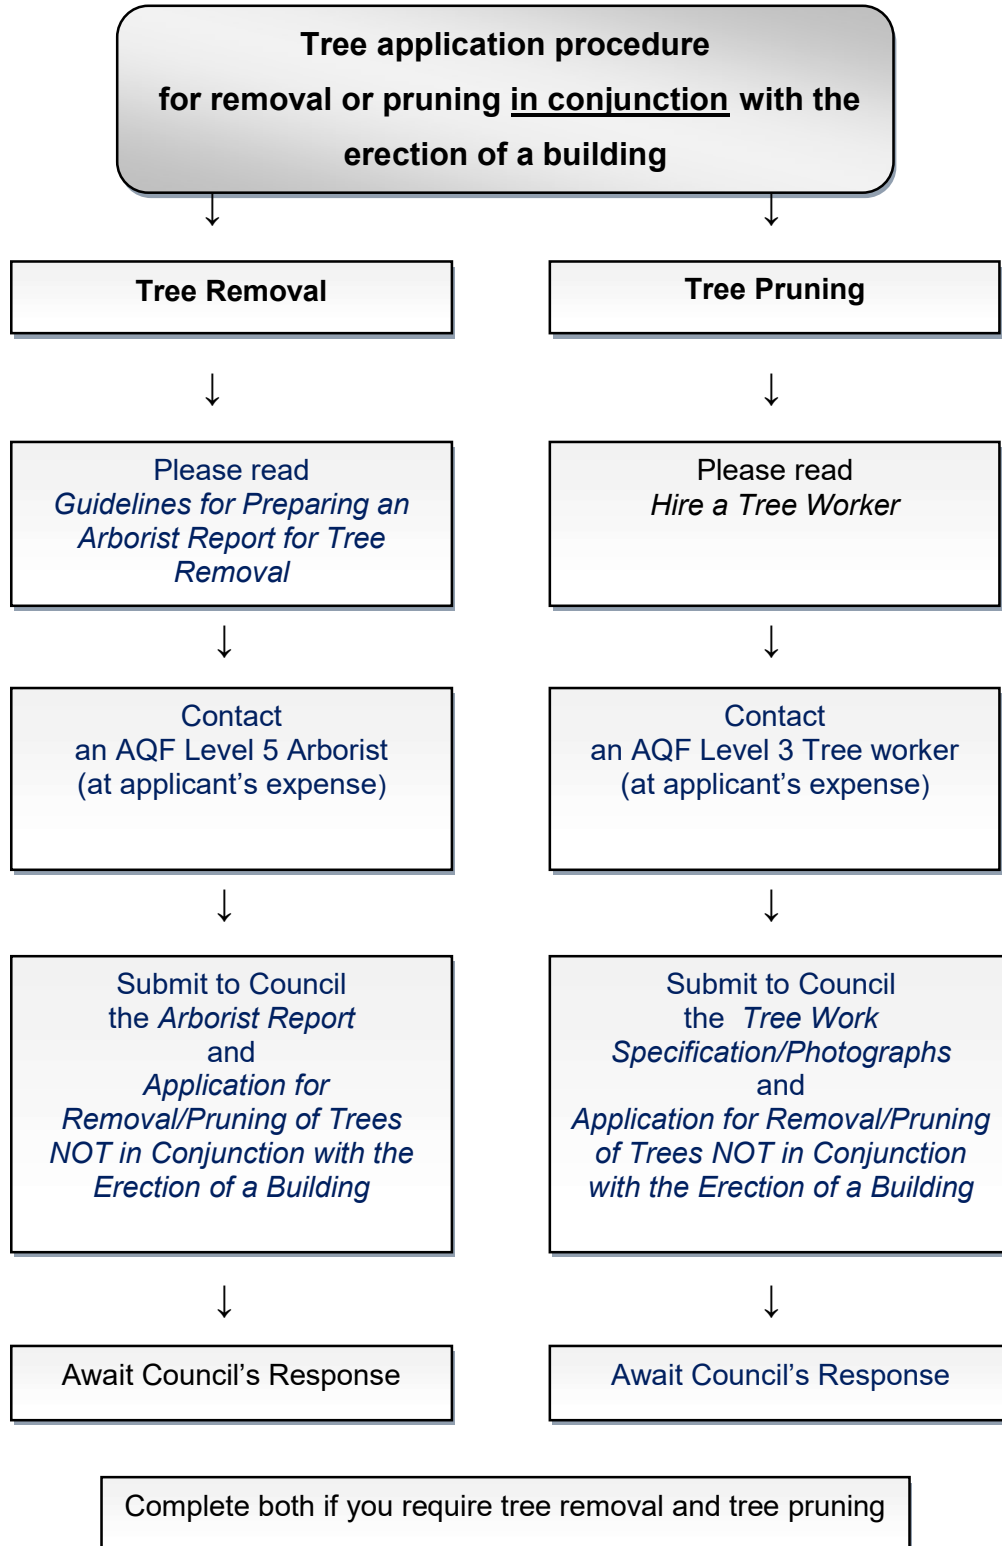 Tree application procedure
for removal or pruning in conjunction with the
erection of a building
↓
↓
Tree Removal
Tree Pruning
↓
↓
Please read
Guidelines for Preparing an
Arborist Report for Tree
Removal
Please read
Hire a Tree Worker
↓
↓
Contact
an AQF Level 5 Arborist
(at applicant’s expense)
Contact
an AQF Level 3 Tree worker
(at applicant’s expense)
↓
↓
Submit to Council
the Arborist Report
and
Application for
Removal/Pruning of Trees
NOT in Conjunction with the
Erection of a Building
Submit to Council
the Tree Work
Specification/Photographs
and
Application for Removal/Pruning
of Trees NOT in Conjunction
with the Erection of a Building
↓
↓
Await Council’s Response
Await Council’s Response
Complete both if you require tree removal and tree pruning